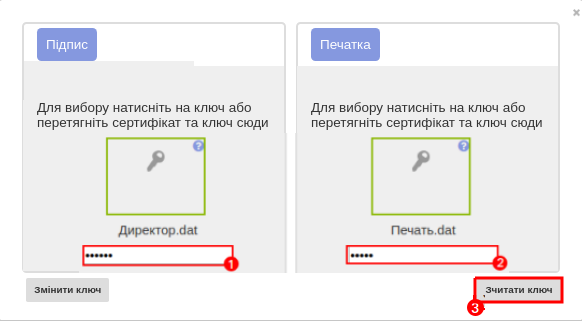 ×
Підпис
Для вибору натисніть на ключ або
перетягніть сертифікат та ключ сюди
?
Директор.dat
••••••
1
Печатка
Для вибору натисніть на ключ або
перетягніть сертифікат та ключ сюди
?
Печать.dat
•••••
2
Змінити ключ
Зчитати ключ
3